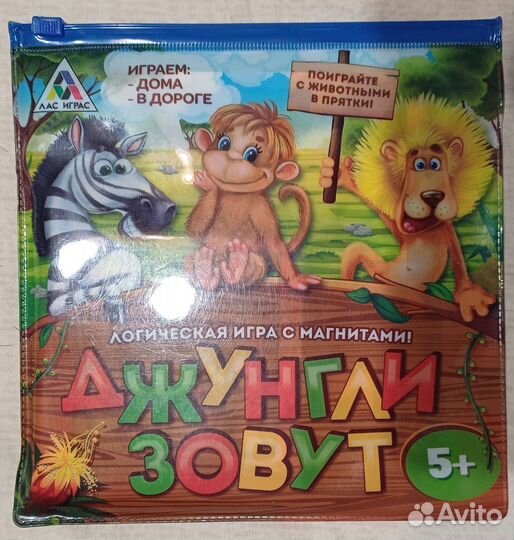 ЛАС ИГРАС
ИГРАЕМ:
- ДОМА
- В ДОРОГЕ
ПОИГРАЙТЕ
С ЖИВОТНЫМИ
В ПРЯТКИ!
ЛОГИЧЕСКАЯ ИГРА С МАГНИТАМИ!
ДЖУНГЛИ
ЗОВУТ
5+
Avito